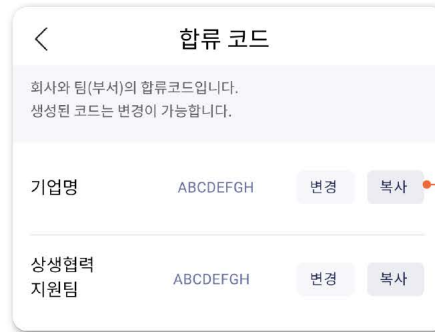 합류 코드
회사와 팀(부서)의 합류코드입니다.
생성된 코드는 변경이 가능합니다.
기업명 ABCDEFGH 변경 복사
상생협력
지원팀 ABCDEFGH 변경 복사